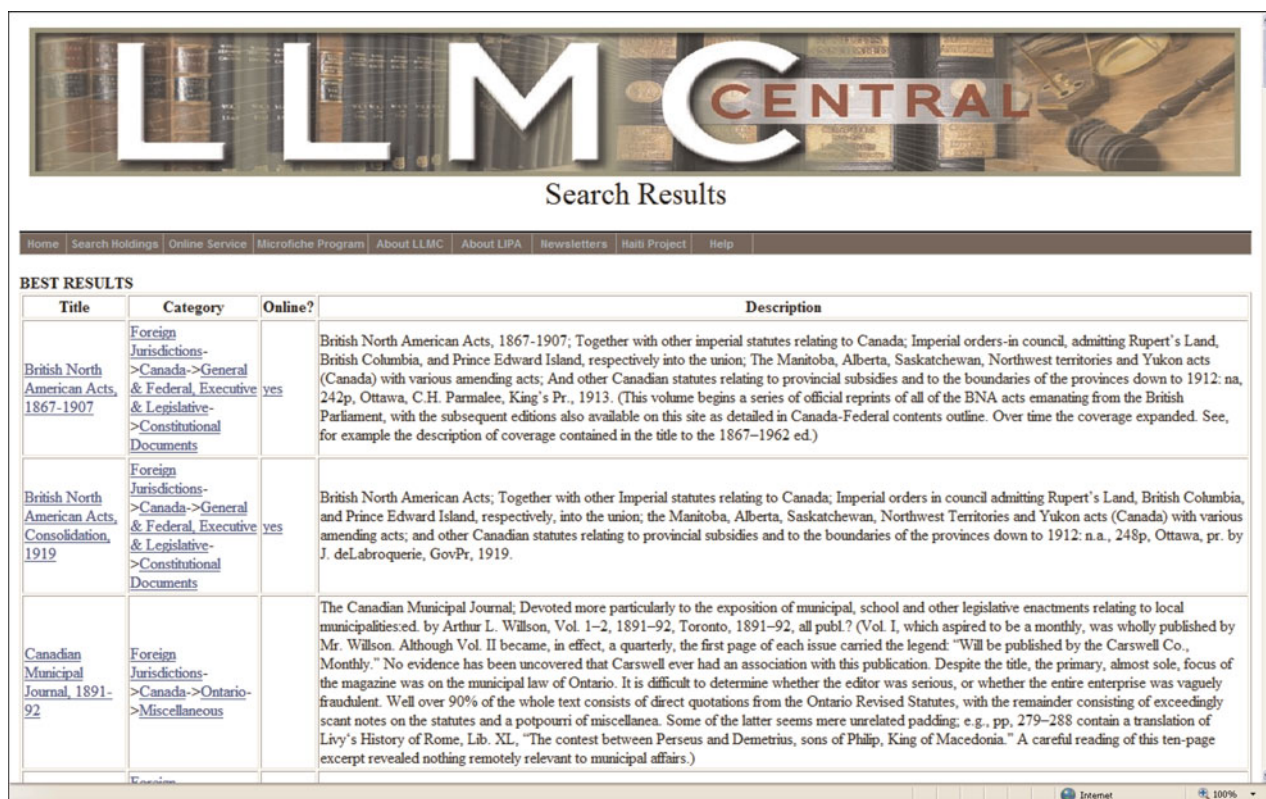 LLMC
CENTRAL
Search Results
Home Search Holdings Online Service Microfiche Program About LLMC About LIPA Newsletters Haiti Project Help
BEST RESULTS
Title Category Online? Description
British North
American Acts,
1867-1907
Foreign
Jurisdictions-
>Canada->General
& Federal, Executive
& Legislative-
>Constitutional
Documents
yes
British North American Acts, 1867-1907; Together with other imperial statutes relating to Canada; Imperial orders-in council, admitting Rupert's Land,
British Columbia, and Prince Edward Island, respectively into the union; The Manitoba, Alberta, Saskatchewan, Northwest territories and Yukon acts
(Canada) with various amending acts; And other Canadian statutes relating to provincial subsidies and to the boundaries of the provinces down to 1912: na,
242p, Ottawa, C.H. Parmalee, King's Pr., 1913. (This volume begins a series of official reprints of all of the BNA acts emanating from the British
Parliament, with the subsequent editions also available on this site as detailed in Canada-Federal contents outline. Over time the coverage expanded. See,
for example the description of coverage contained in the title to the 1867–1962 ed.)
British North
American Acts,
Consolidation,
1919
Foreign
Jurisdictions-
>Canada->General
& Federal, Executive
& Legislative-
>Constitutional
Documents
yes
British North American Acts; Together with other Imperial statutes relating to Canada; Imperial orders in council admitting Rupert's Land, British Columbia,
and Prince Edward Island, respectively, into the union; the Manitoba, Alberta, Saskatchewan, Northwest Territories and Yukon acts (Canada) with various
amending acts; and other Canadian statutes relating to provincial subsidies and to the boundaries of the provinces down to 1912: n.a., 248p, Ottawa, pr. by
J. deLabroquerie, GovPr, 1919.
Canadian
Municipal
Journal, 1891-
92
Foreign
Jurisdictions-
>Canada->Ontario-
>Miscellaneous
The Canadian Municipal Journal; Devoted more particularly to the exposition of municipal, school and other legislative enactments relating to local
municipalities:ed. by Arthur L. Willson, Vol. 1–2, 1891–92, Toronto, 1891–92, all publ.? (Vol. I, which aspired to be a monthly, was wholly published by
Mr. Willson. Although Vol. II became, in effect, a quarterly, the first page of each issue carried the legend: "Will be published by the Carswell Co.,
Monthly." No evidence has been uncovered that Carswell ever had an association with this publication. Despite the title, the primary, almost sole, focus of
the magazine was on the municipal law of Ontario. It is difficult to determine whether the editor was serious, or whether the entire enterprise was vaguely
fraudulent. Well over 90% of the whole text consists of direct quotations from the Ontario Revised Statutes, with the remainder consisting of exceedingly
scant notes on the statutes and a potpourri of miscellanea. Some of the latter seems mere unrelated padding; e.g., pp, 279–288 contain a translation of
Livy's History of Rome, Lib. XL, "The contest between Perseus and Demetrius, sons of Philip, King of Macedonia." A careful reading of this ten-page
excerpt revealed nothing remotely relevant to municipal affairs.)
Foreign
Internet 100%